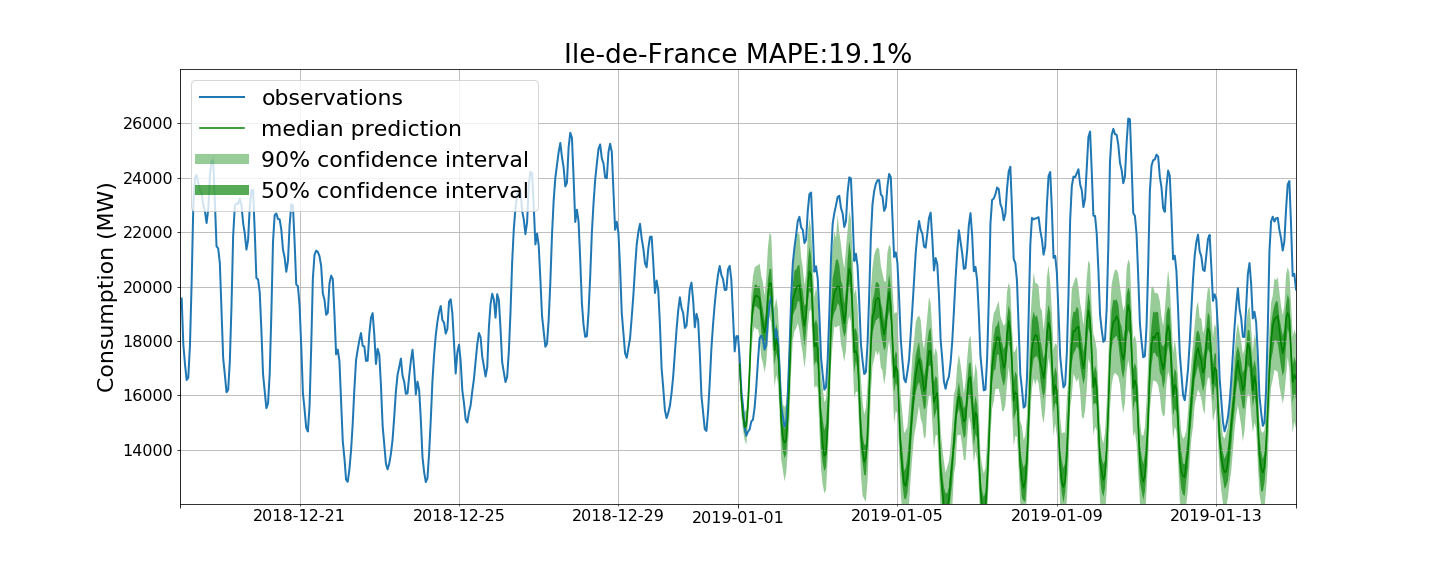 Ile-de-France MAPE:19.1%
observations
median prediction
90% confidence interval
50% confidence interval
Consumption (MW)
26000
24000
22000
20000
18000
16000
14000
2018-12-21 2018-12-25 2018-12-29 2019-01-01 2019-01-05 2019-01-09 2019-01-13